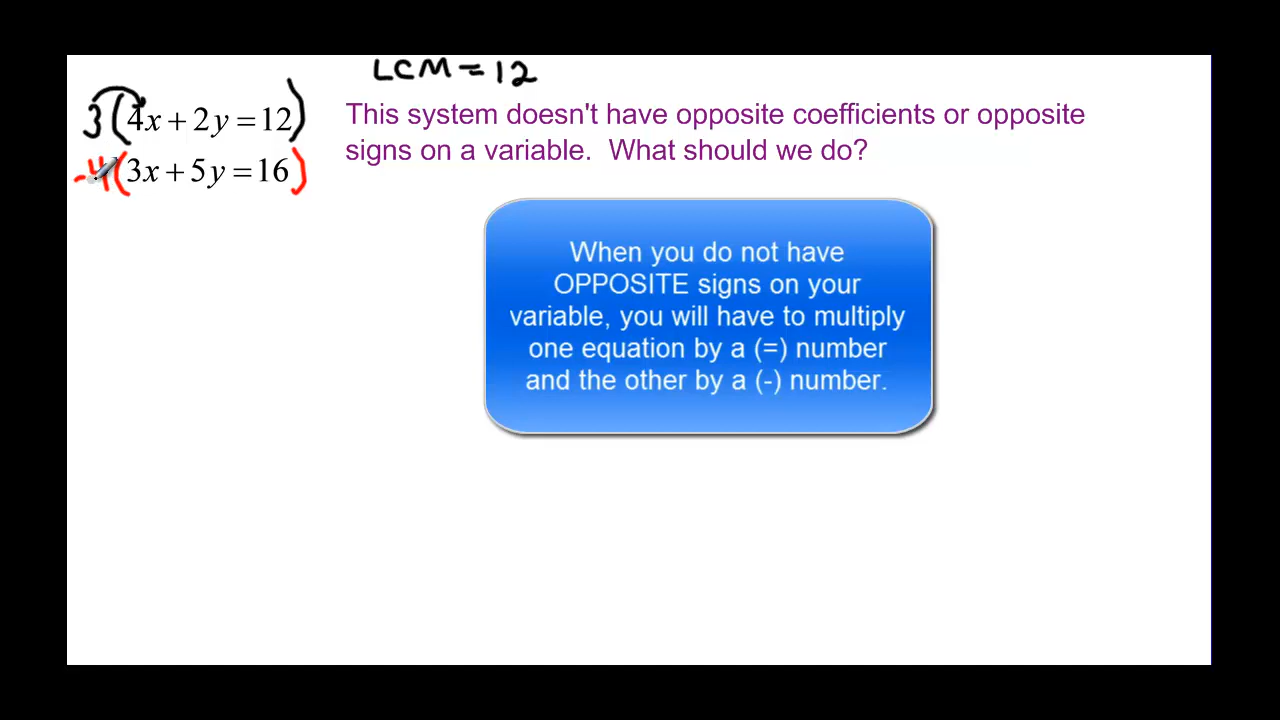 LCM = 12
3(4x + 2y = 12)
This system doesn't have opposite coefficients or opposite
signs on a variable. What should we do?
-4(3x + 5y = 16)
When you do not have
OPPOSITE signs on your
variable, you will have to multiply
one equation by a (=) number
and the other by a (-) number.